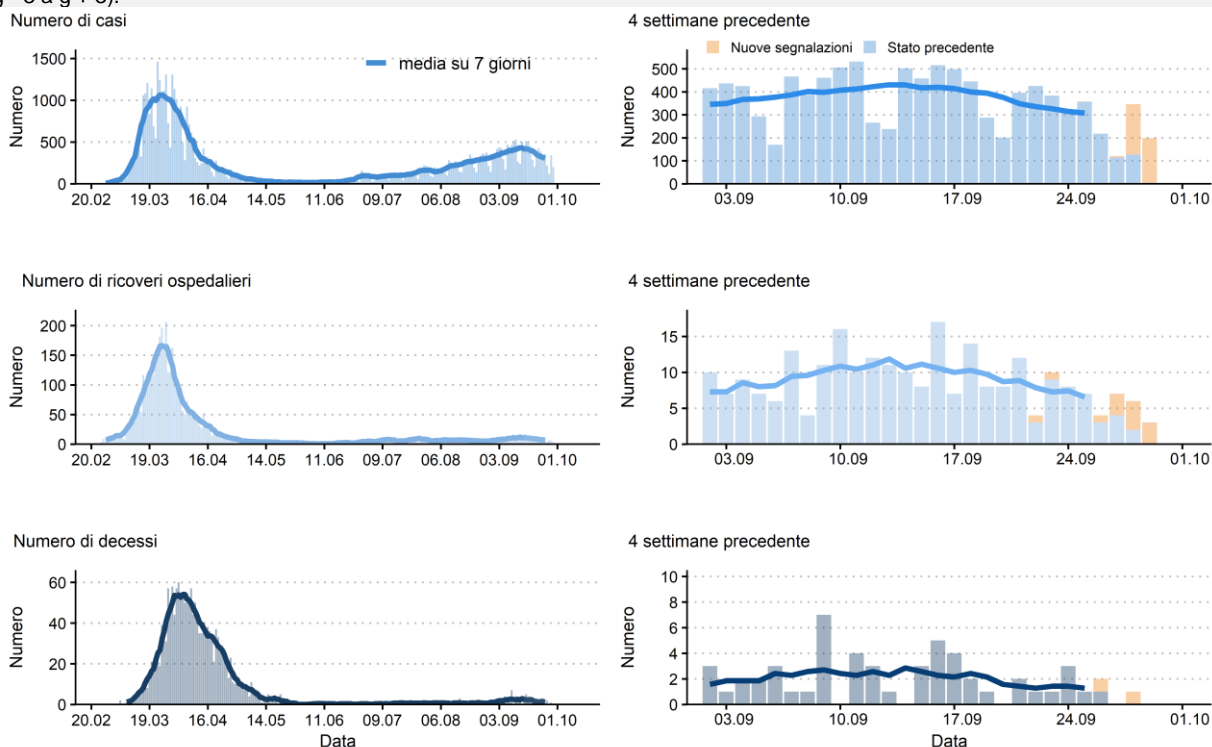 g - 3 a g + 3).
Numero di casi
1500
1000
500
0
Numero
media su 7 giorni
20.02 19.03 16.04 14.05 11.06 09.07 06.08 03.09 01.10
4 settimane precedente
Nuove segnalazioni Stato precedente
500
400
300
200
100
0
Numero
03.09 10.09 17.09 24.09 01.10
Numero di ricoveri ospedalieri
200
150
100
50
0
Numero
20.02 19.03 16.04 14.05 11.06 09.07 06.08 03.09 01.10
4 settimane precedente
15
10
5
0
Numero
03.09 10.09 17.09 24.09 01.10
Numero di decessi
60
40
20
0
Numero
20.02 19.03 16.04 14.05 11.06 09.07 06.08 03.09 01.10
Data
4 settimane precedente
10
8
6
4
2
0
Numero
03.09 10.09 17.09 24.09 01.10
Data